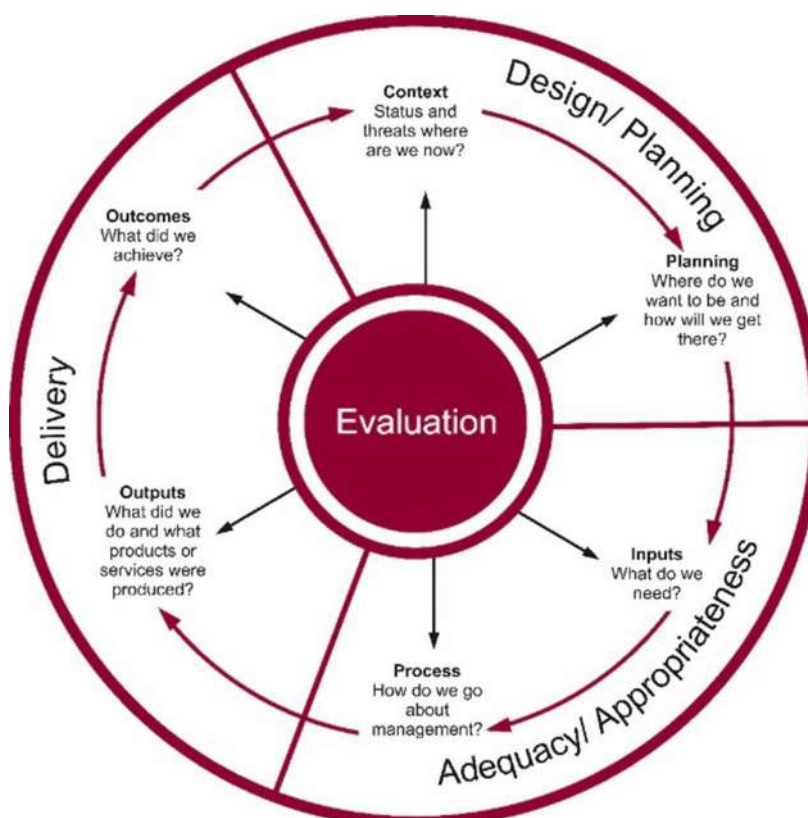 Design/ Planning
Context
Status and
threats where
are we now?
Planning
Where do we
want to be and
how will we get
there?
Adequacy/ Appropriateness
Inputs
What do we
need?
Process
How do we go
about
management?
Delivery
Outputs
What did we
do and what
products or
services were
produced?
Outcomes
What did we
achieve?
Evaluation